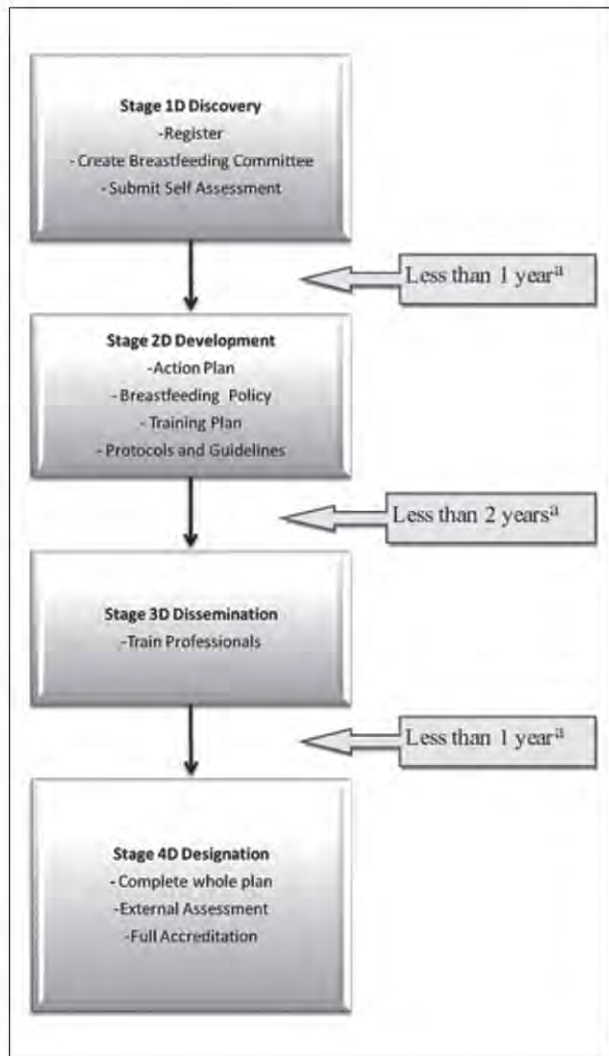 Stage 1D Discovery
-Register
- Create Breastfeeding Committee
- Submit Self Assessment
Less than 1 yearª
Stage 2D Development
-Action Plan
- Breastfeeding Policy
- Training Plan
- Protocols and Guidelines
Less than 2 yearsª
Stage 3D Dissemination
-Train Professionals
Less than 1 yearª
Stage 4D Designation
- Complete whole plan
-External Assessment
-Full Accreditation